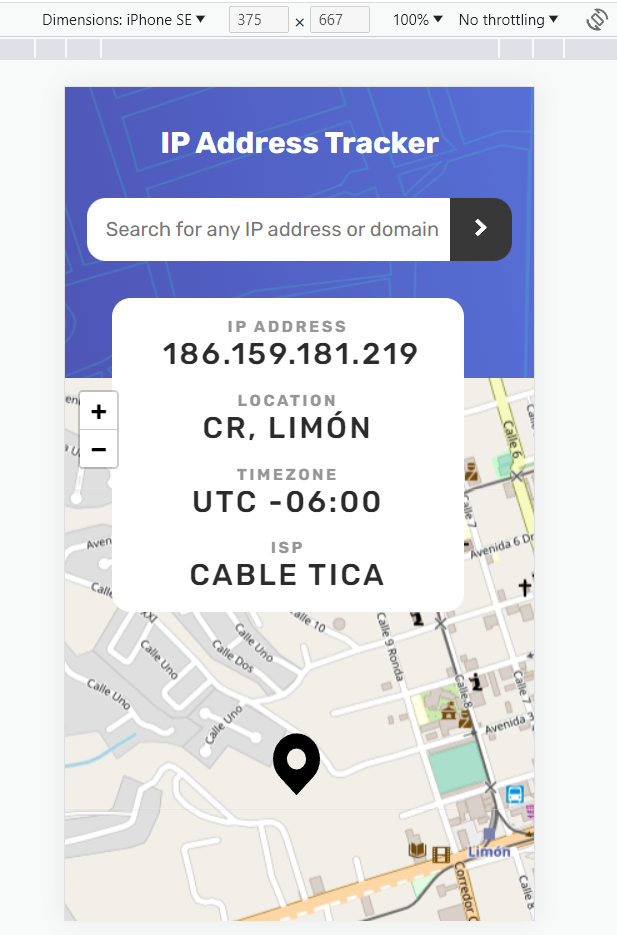 Dimensions: iPhone SE ▼ 375 × 667 100% ▼ No throttling ▼
IP Address Tracker
Search for any IP address or domain
IP ADDRESS
186.159.181.219
LOCATION
CR, LIMÓN
TIMEZONE
UTC -06:00
ISP
CABLE TICA
+
−
Calle 6
Calle 7
Avenida 6
Calle 10
Calle 9 Ronda
Calle Uno
Calle Uno
Calle Dos
Calle Uno
Calle Uno
Calle 8
Calle 7
Avenida
Limón
Corredor
Calle 8